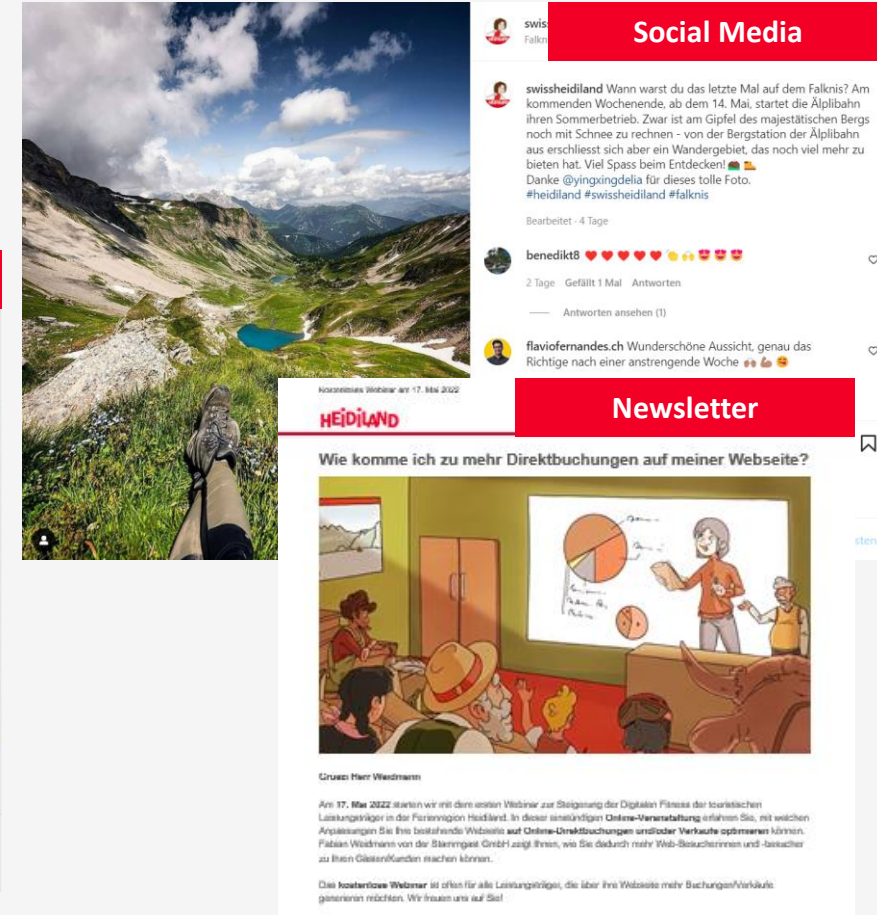 Social Media
swis
Falkn
swissheidiland Wann warst du das letzte Mal auf dem Falknis? Am
kommenden Wochenende, ab dem 14. Mai, startet die Älplibahn
ihren Sommerbetrieb. Zwar ist am Gipfel des majestätischen Bergs
noch mit Schnee zu rechnen - von der Bergstation der Älplibahn
aus erschliesst sich aber ein Wandergebiet, das noch viel mehr zu
bieten hat. Viel Spass beim Entdecken!
Danke @yingxingdelia für dieses tolle Foto.
#heidiland #swissheidiland #falknis
Bearbeitet · 4 Tage
benedikt8 ❤️❤️❤️❤️❤️👏🙌😍😍😍
2 Tage Gefällt 1 Mal Antworten
Antworten ansehen (1)
flaviofernandes.ch Wunderschöne Aussicht, genau das
Richtige nach einer anstrengende Woche
Newsletter
Kostenloses Webinar am 17. Mai 2022
HEiDiLAND
Wie komme ich zu mehr Direktbuchungen auf meiner Webseite?
sten
Grüezi Herr Weidmann
Am 17. Mai 2022 starten wir mit dem ersten Webinar zur Steigerung der Digitalen Fitness der touristischen
Leistungsträger in der Ferienregion Heidiland. In dieser einstündigen Online-Veranstaltung erfahren Sie, mit welchen
Anpassungen Sie Ihre bestehende Webseite auf Online-Direktbuchungen und/oder Verkäufe optimieren können.
Fabian Weidmann von der Stammgast GmbH zeigt Ihnen, wie Sie dadurch mehr Web-Besucherinnen und -besucher
zu Ihren Gästen/Kunden machen können.
Das kostenlose Webinar ist offen für alle Leistungsträger, die über ihre Webseite mehr Buchungen/Verkäufe
generieren möchten. Wir freuen uns auf Sie!